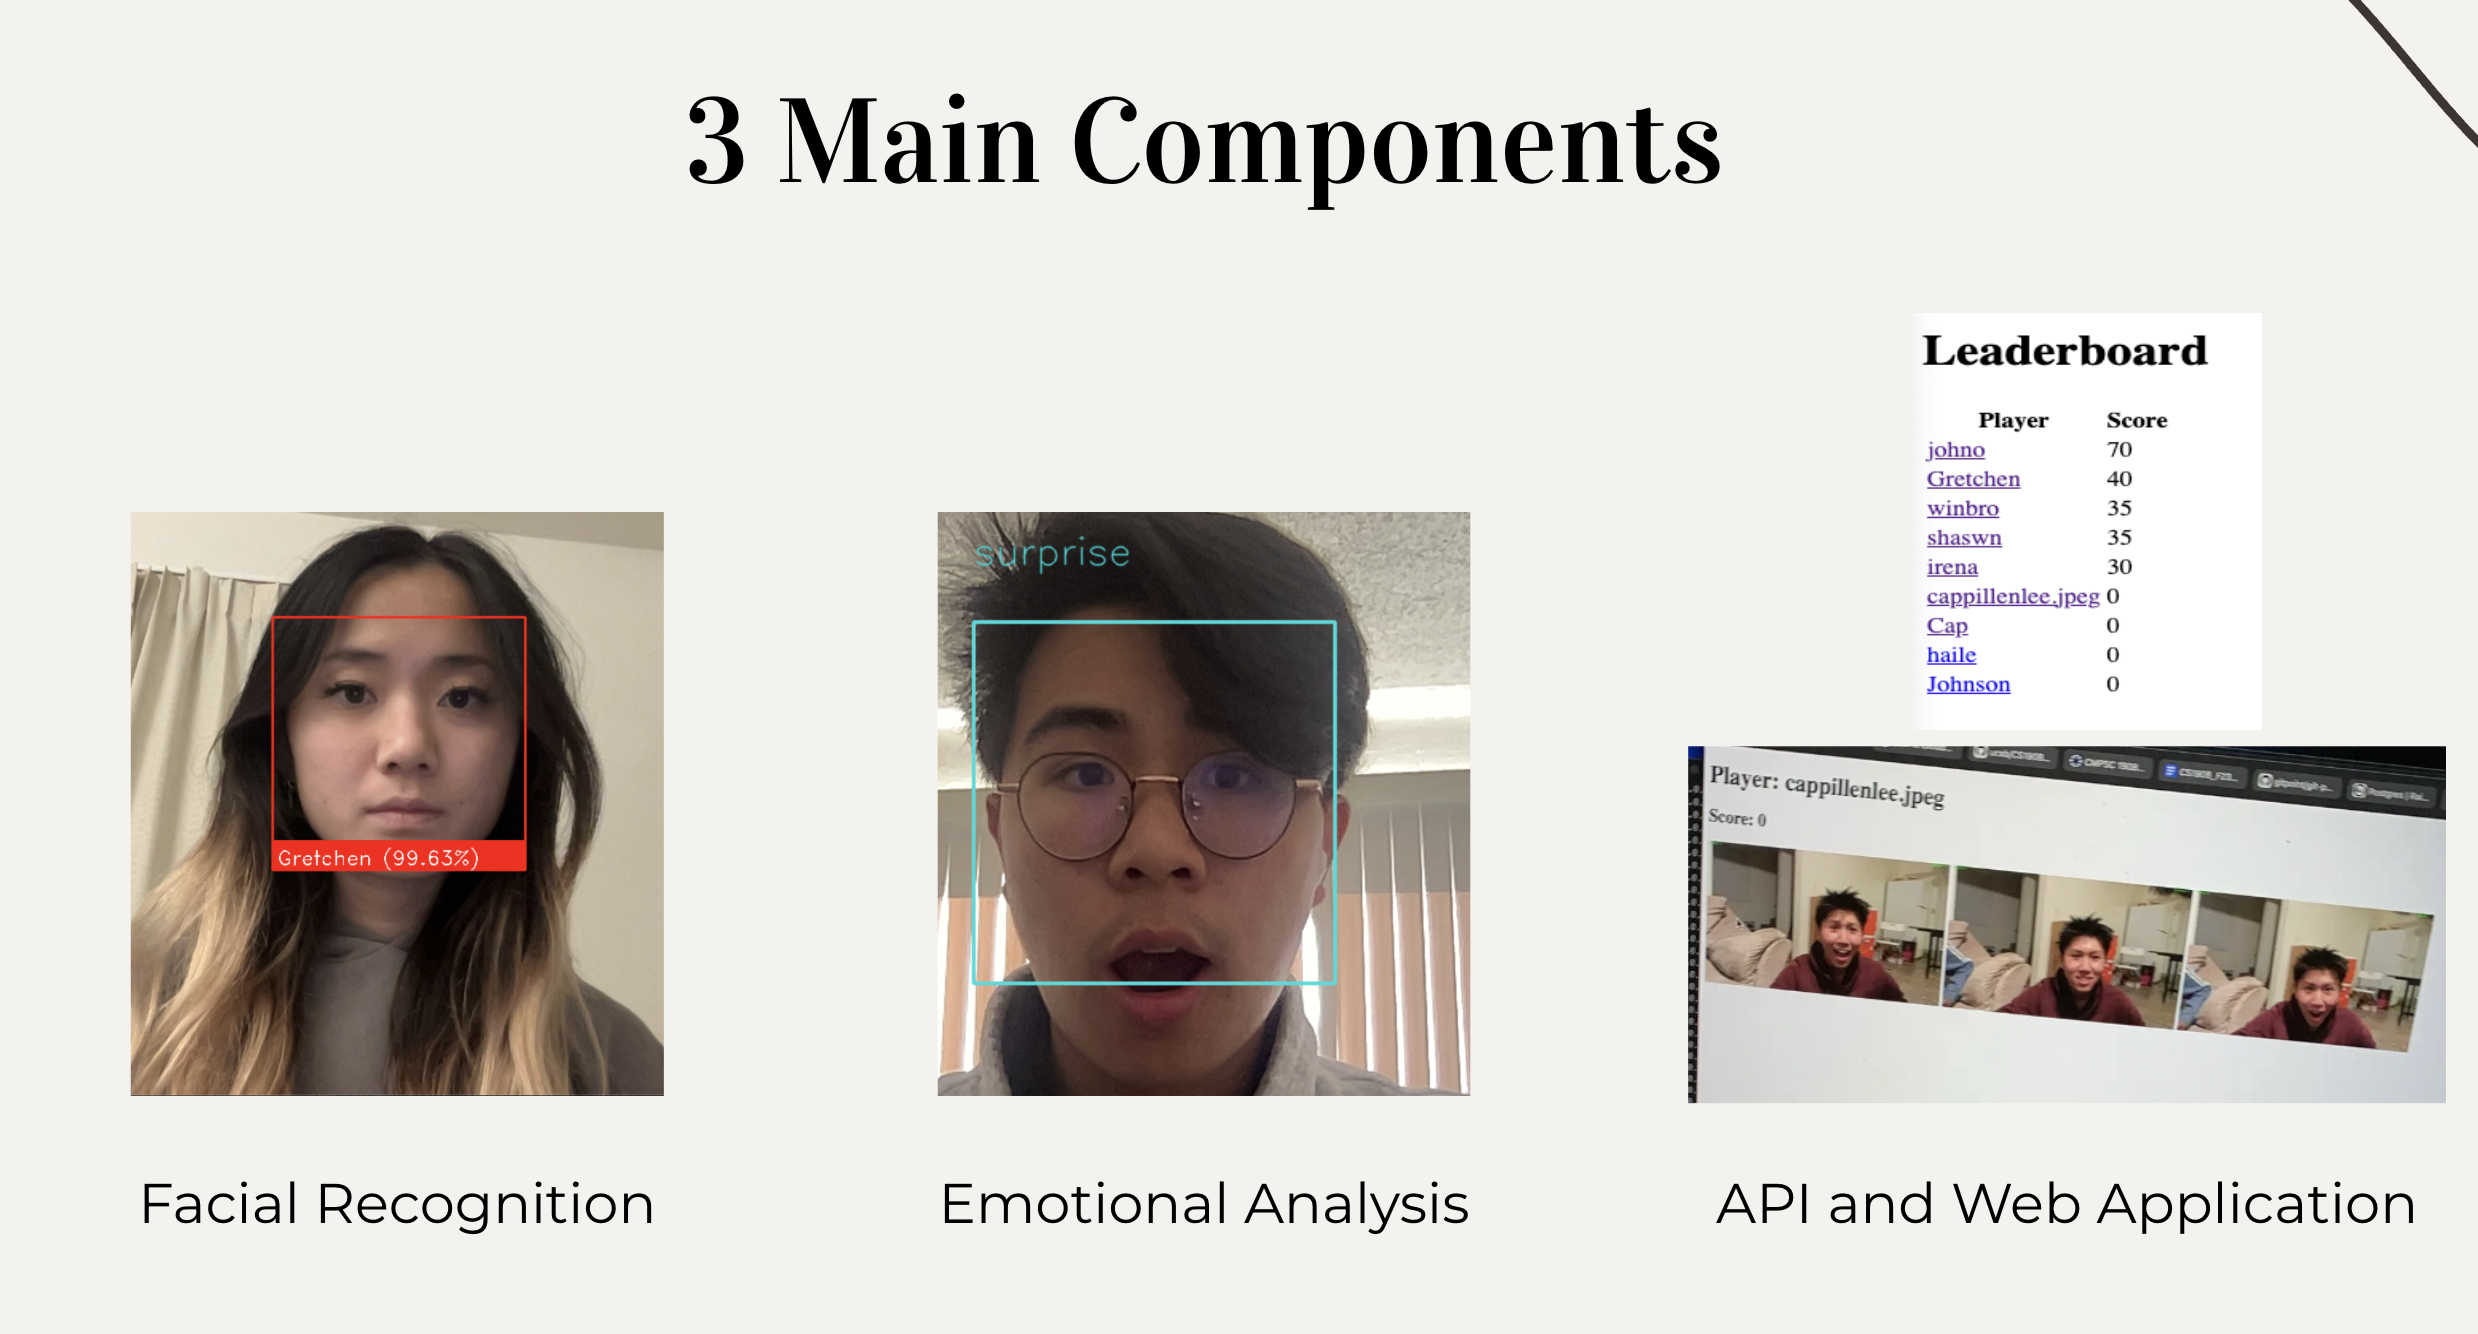 3 Main Components
Gretchen (99.63%)
Facial Recognition
surprise
Emotional Analysis
Leaderboard
Player Score
johno 70
Gretchen 40
winbro 35
shaswn 35
irena 30
cappillenlee.jpeg 0
Cap 0
haile 0
Johnson 0
Player: cappillenlee.jpeg
Score: 0
API and Web Application